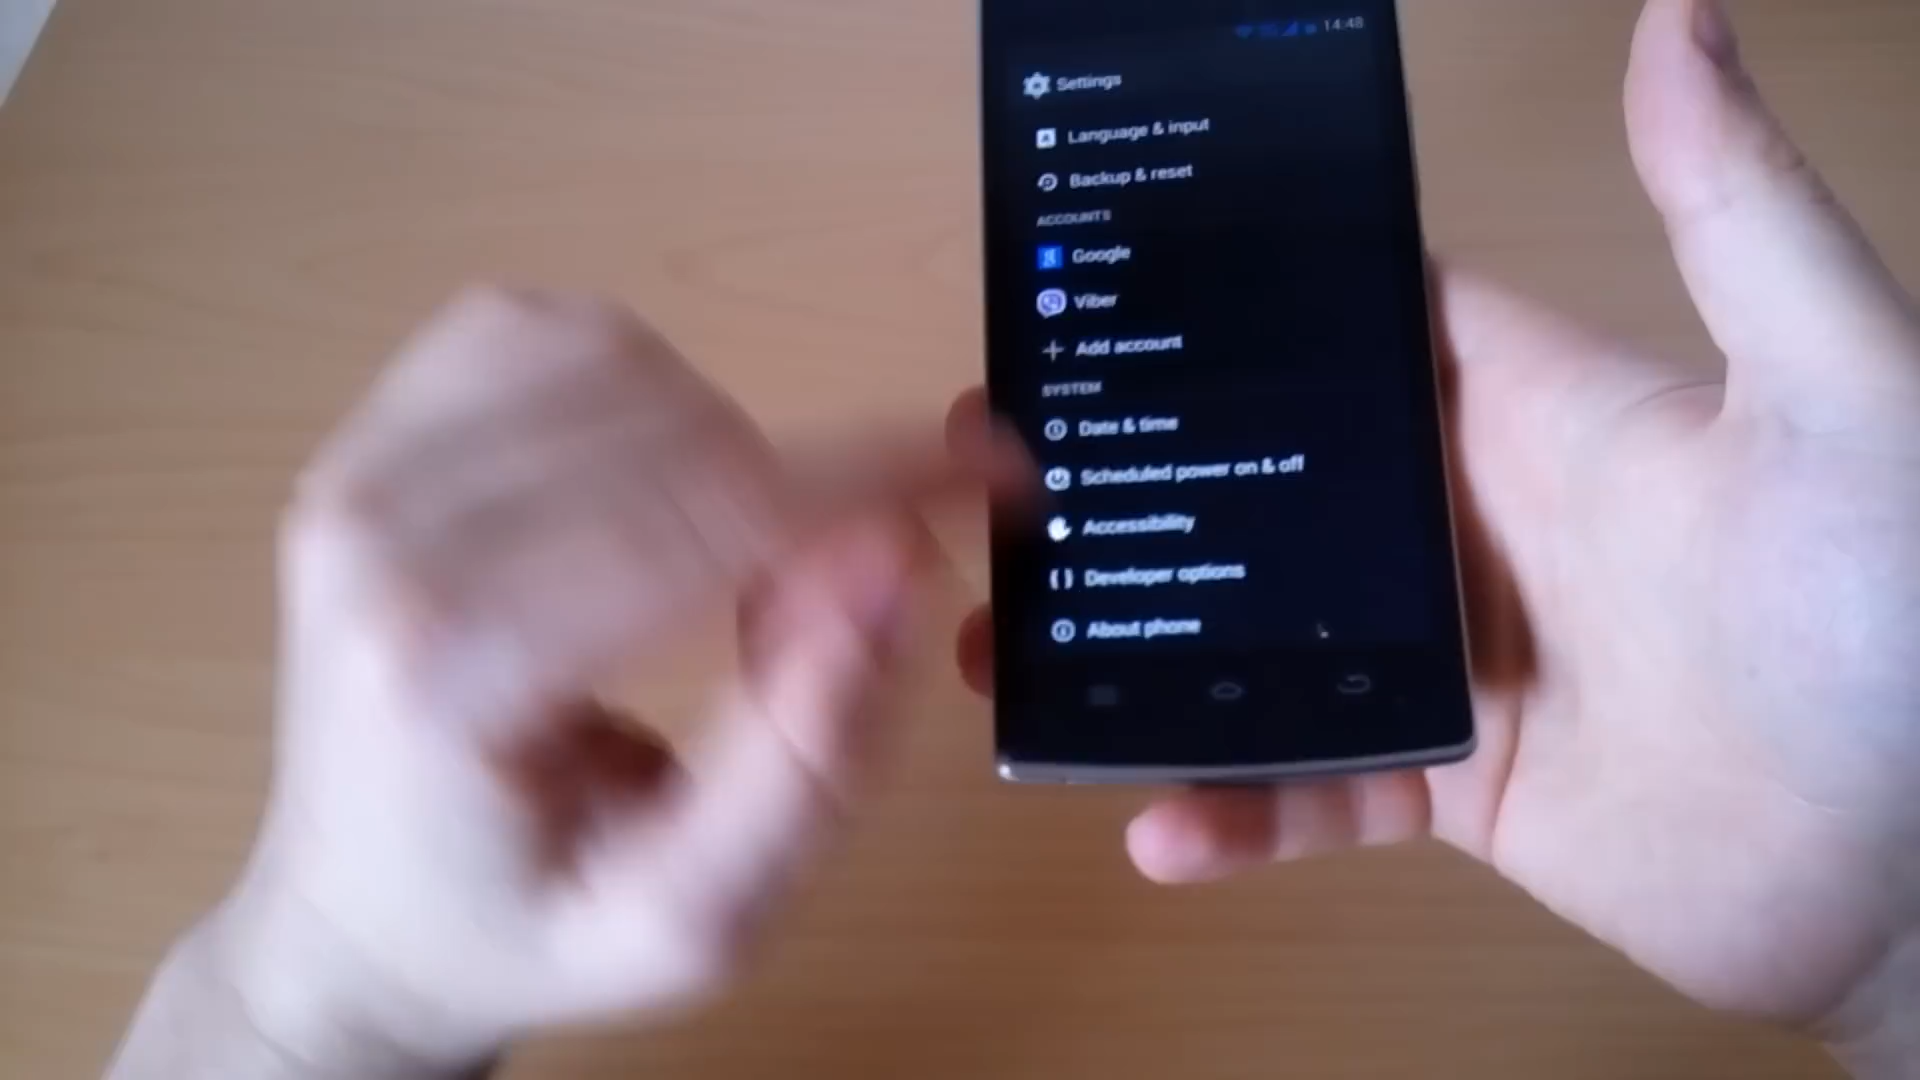 14:48
Settings
Language & input
Backup & reset
ACCOUNTS
Google
Viber
Add account
SYSTEM
Date & time
Scheduled power on & off
Accessibility
Developer options
About phone